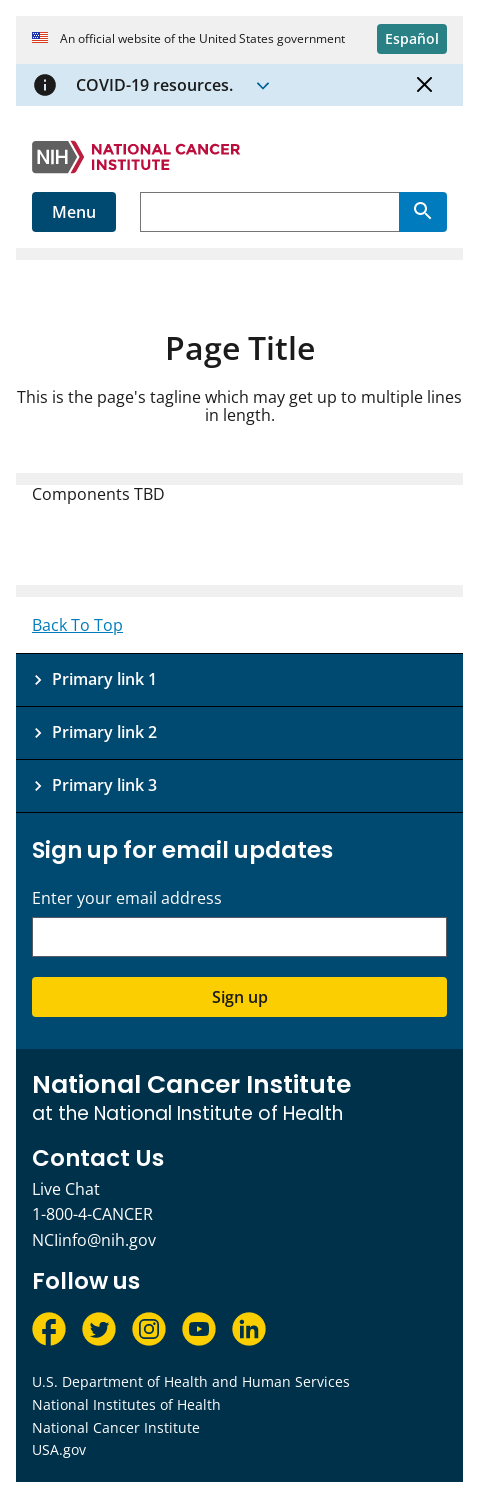 An official website of the United States government
Español
COVID-19 resources.
NIH
NATIONAL CANCER
INSTITUTE
Menu
Page Title
This is the page's tagline which may get up to multiple lines
in length.
Components TBD
Back To Top
Primary link 1
Primary link 2
Primary link 3
Sign up for email updates
Enter your email address
Sign up
National Cancer Institute
at the National Institute of Health
Contact Us
Live Chat
1-800-4-CANCER
NCIinfo@nih.gov
Follow us
U.S. Department of Health and Human Services
National Institutes of Health
National Cancer Institute
USA.gov